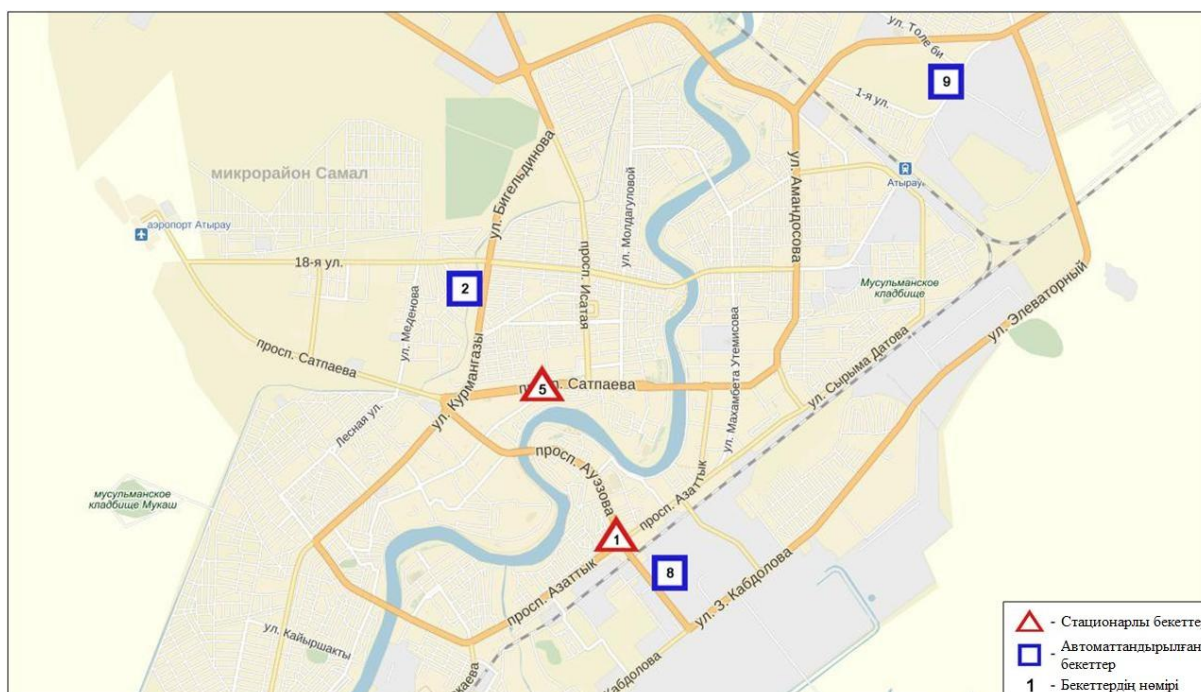 ул. Толе би
9
1-я ул.
микрорайон Самал
ул. Бигельдинова
ул. Молдагуловой
ул. Амандосова
Атырау
аэропорт Атырау
18-я ул.
2
просп. Исатая
Мусульманское
кладбище
ул. Элеваторный
ул. Меденова
просп. Сатпаева
ул. Курмангазы
5
Сатпаева
ул. Махамбета Утемисова
ул. Сырыма Датова
Лесная ул.
просп. Ауэзова
мусульманское
кладбище Мукаш
просп. Азаттык
1
8
просп. Азаттык
ул. З. Кабдолова
ул. Кайыршакты
Кабдолова
- Стационарлы бекетте
- Автоматтандырылған
бекеттер
1 - Бекеттердің нөмірі